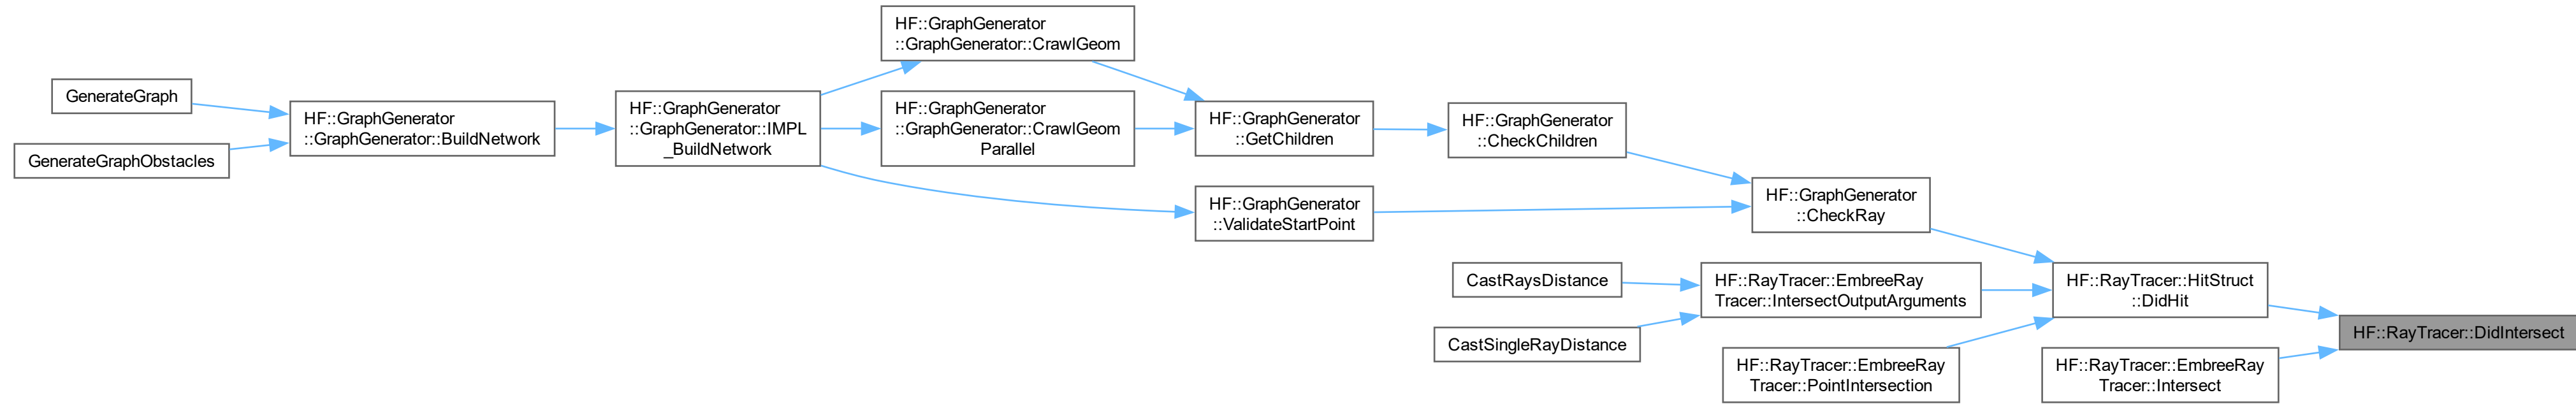 GenerateGraph
GenerateGraphObstacles
HF::GraphGenerator
::GraphGenerator::BuildNetwork
HF::GraphGenerator
::GraphGenerator::IMPL
_BuildNetwork
HF::GraphGenerator
::GraphGenerator::CrawlGeom
HF::GraphGenerator
::GraphGenerator::CrawlGeom
Parallel
HF::GraphGenerator
::GetChildren
HF::GraphGenerator
::ValidateStartPoint
HF::GraphGenerator
::CheckChildren
CastRaysDistance
CastSingleRayDistance
HF::GraphGenerator
::CheckRay
HF::RayTracer::EmbreeRay
Tracer::IntersectOutputArguments
HF::RayTracer::EmbreeRay
Tracer::PointIntersection
HF::RayTracer::HitStruct
::DidHit
HF::RayTracer::EmbreeRay
Tracer::Intersect
HF::RayTracer::DidIntersect